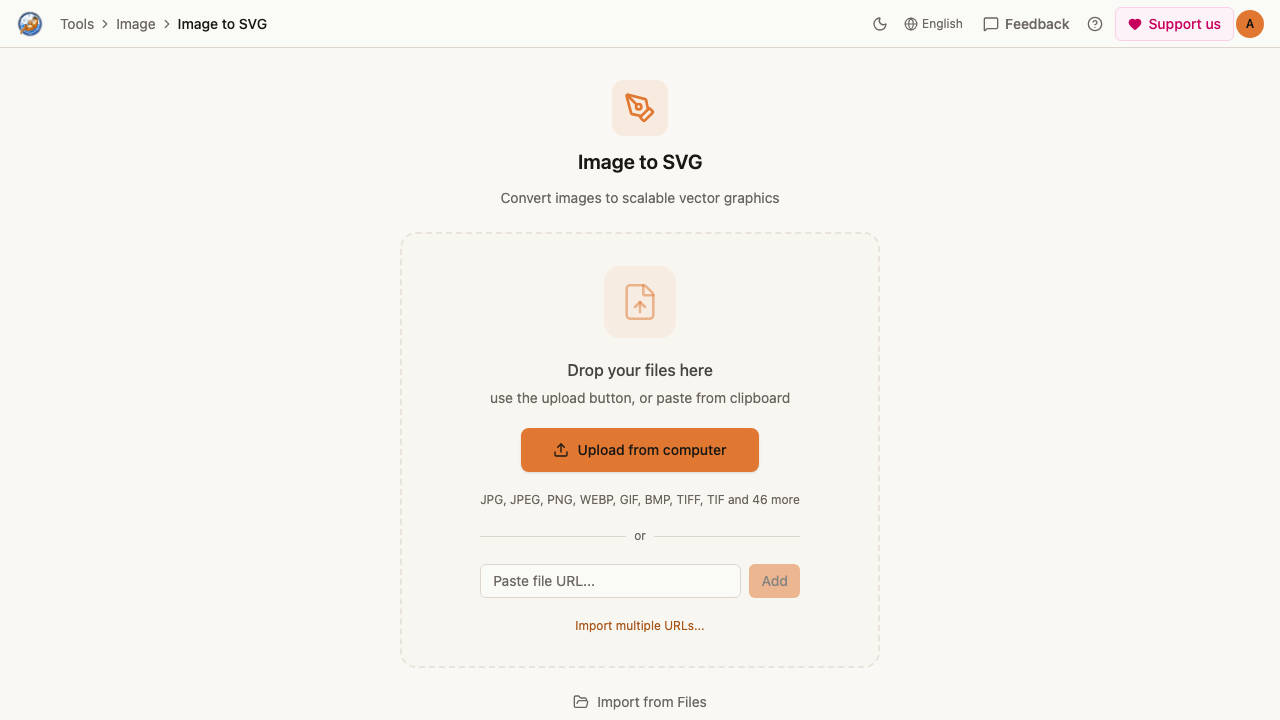 Tools > Image > Image to SVG
English
Feedback
Support us
A
Image to SVG
Convert images to scalable vector graphics
Drop your files here
use the upload button, or paste from clipboard
Upload from computer
JPG, JPEG, PNG, WEBP, GIF, BMP, TIFF, TIF and 46 more
or
Paste file URL...
Add
Import multiple URLs...
Import from Files